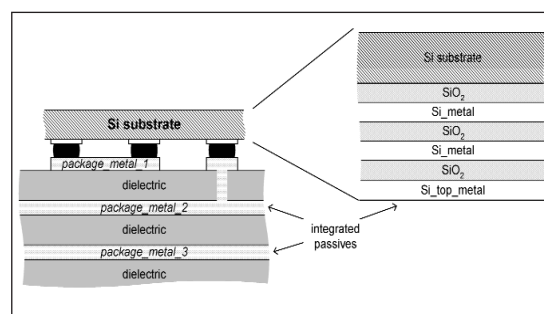 Si substrate
package_metal_1
dielectric
package_metal_2
dielectric
package_metal_3
dielectric
integrated
passives
Si substrate
SiO₂
Si_metal
SiO₂
Si_metal
SiO₂
Si_top_metal